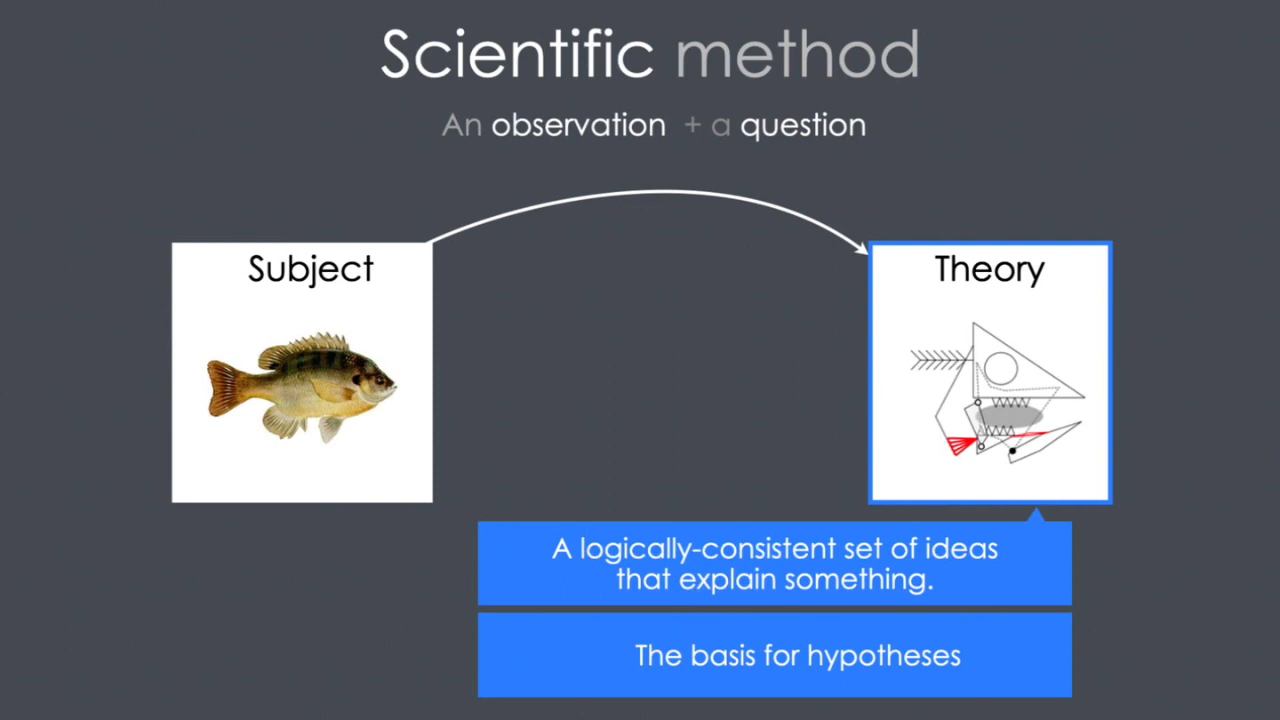 Scientific method
An observation + a question
Subject
Theory
A logically-consistent set of ideas
that explain something.
The basis for hypotheses